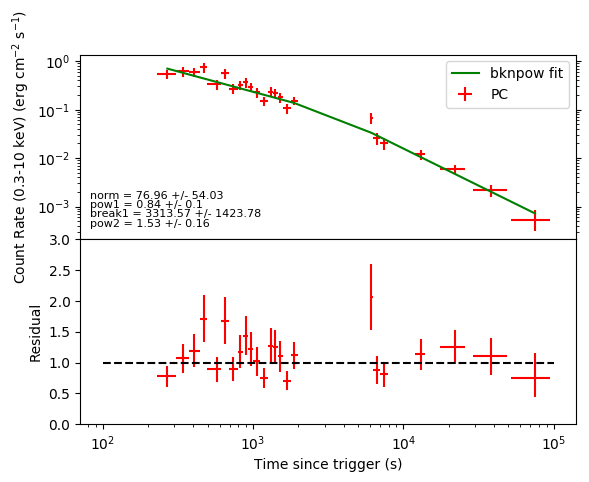 Count Rate (0.3-10 keV) (erg cm⁻² s⁻¹)
10⁰
10⁻¹
10⁻²
10⁻³
bknpow fit
PC
norm = 76.96 +/- 54.03
pow1 = 0.84 +/- 0.1
break1 = 3313.57 +/- 1423.78
pow2 = 1.53 +/- 0.16
Residual
3.0
2.5
2.0
1.5
1.0
0.5
0.0
10² 10³ 10⁴ 10⁵
Time since trigger (s)